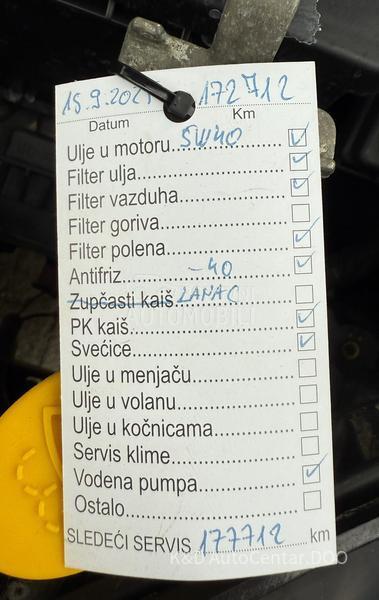 15.9.202 172712
Datum Km
Ulje u motoru 5W40
Filter ulja
Filter vazduha
Filter goriva
Filter polena
Antifriz -40
Zupčasti kaiš LANAC
PK kaiš
Svećice
Ulje u menjaču
Ulje u volanu
Ulje u kočnicama
Servis klime
Vodena pumpa
Ostalo
SLEDEĆI SERVIS 177712 km
K&D AutoCentar DOO